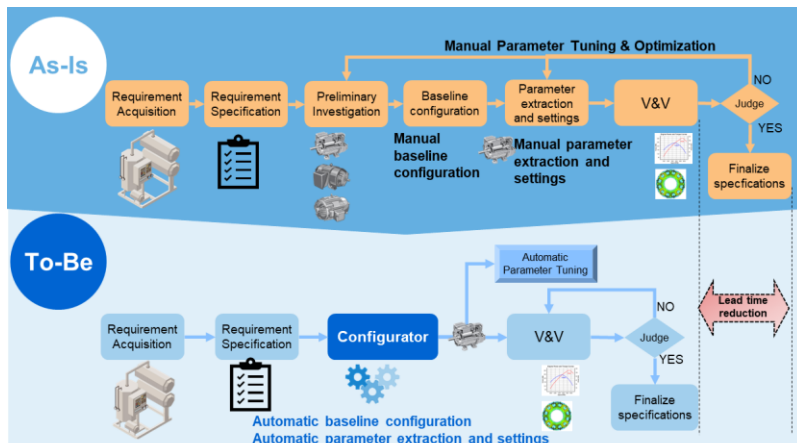 As-Is
Manual Parameter Tuning & Optimization
Requirement
Acquisition
Requirement
Specification
Preliminary
Investigation
Baseline
configuration
Parameter
extraction
and settings
V&V
Judge
NO
YES
Manual
baseline
configuration
Manual parameter
extraction and
settings
Finalize
specfications
To-Be
Automatic
Parameter Tuning
Lead time
reduction
Requirement
Acquisition
Requirement
Specification
Configurator
V&V
Judge
NO
YES
Finalize
specifications
Automatic baseline configuration
Automatic parameter extraction and settings